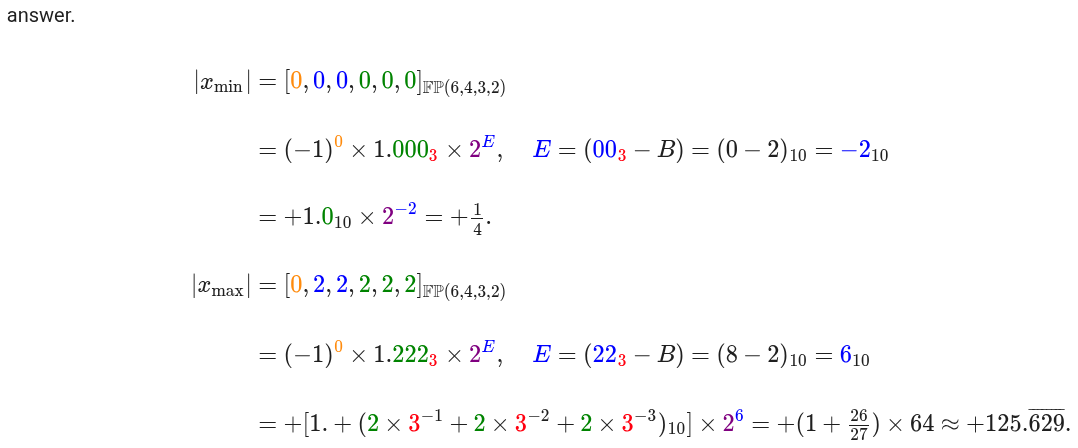 answer.
|x_min| = [0, 0, 0, 0, 0, 0]_𝔽ℙ(6,4,3,2)
= (−1)^0 × 1.000_3 × 2^E, E = (00_3 − B) = (0 − 2)_10 = −2_10
= +1.0_10 × 2^−2 = +1/4.
|x_max| = [0, 2, 2, 2, 2, 2]_𝔽ℙ(6,4,3,2)
= (−1)^0 × 1.222_3 × 2^E, E = (22_3 − B) = (8 − 2)_10 = 6_10
= +[1. + (2 × 3^−1 + 2 × 3^−2 + 2 × 3^−3)_10] × 2^6 = +(1 + 26/27) × 64 ≈ +125.6̅2̅9̅.